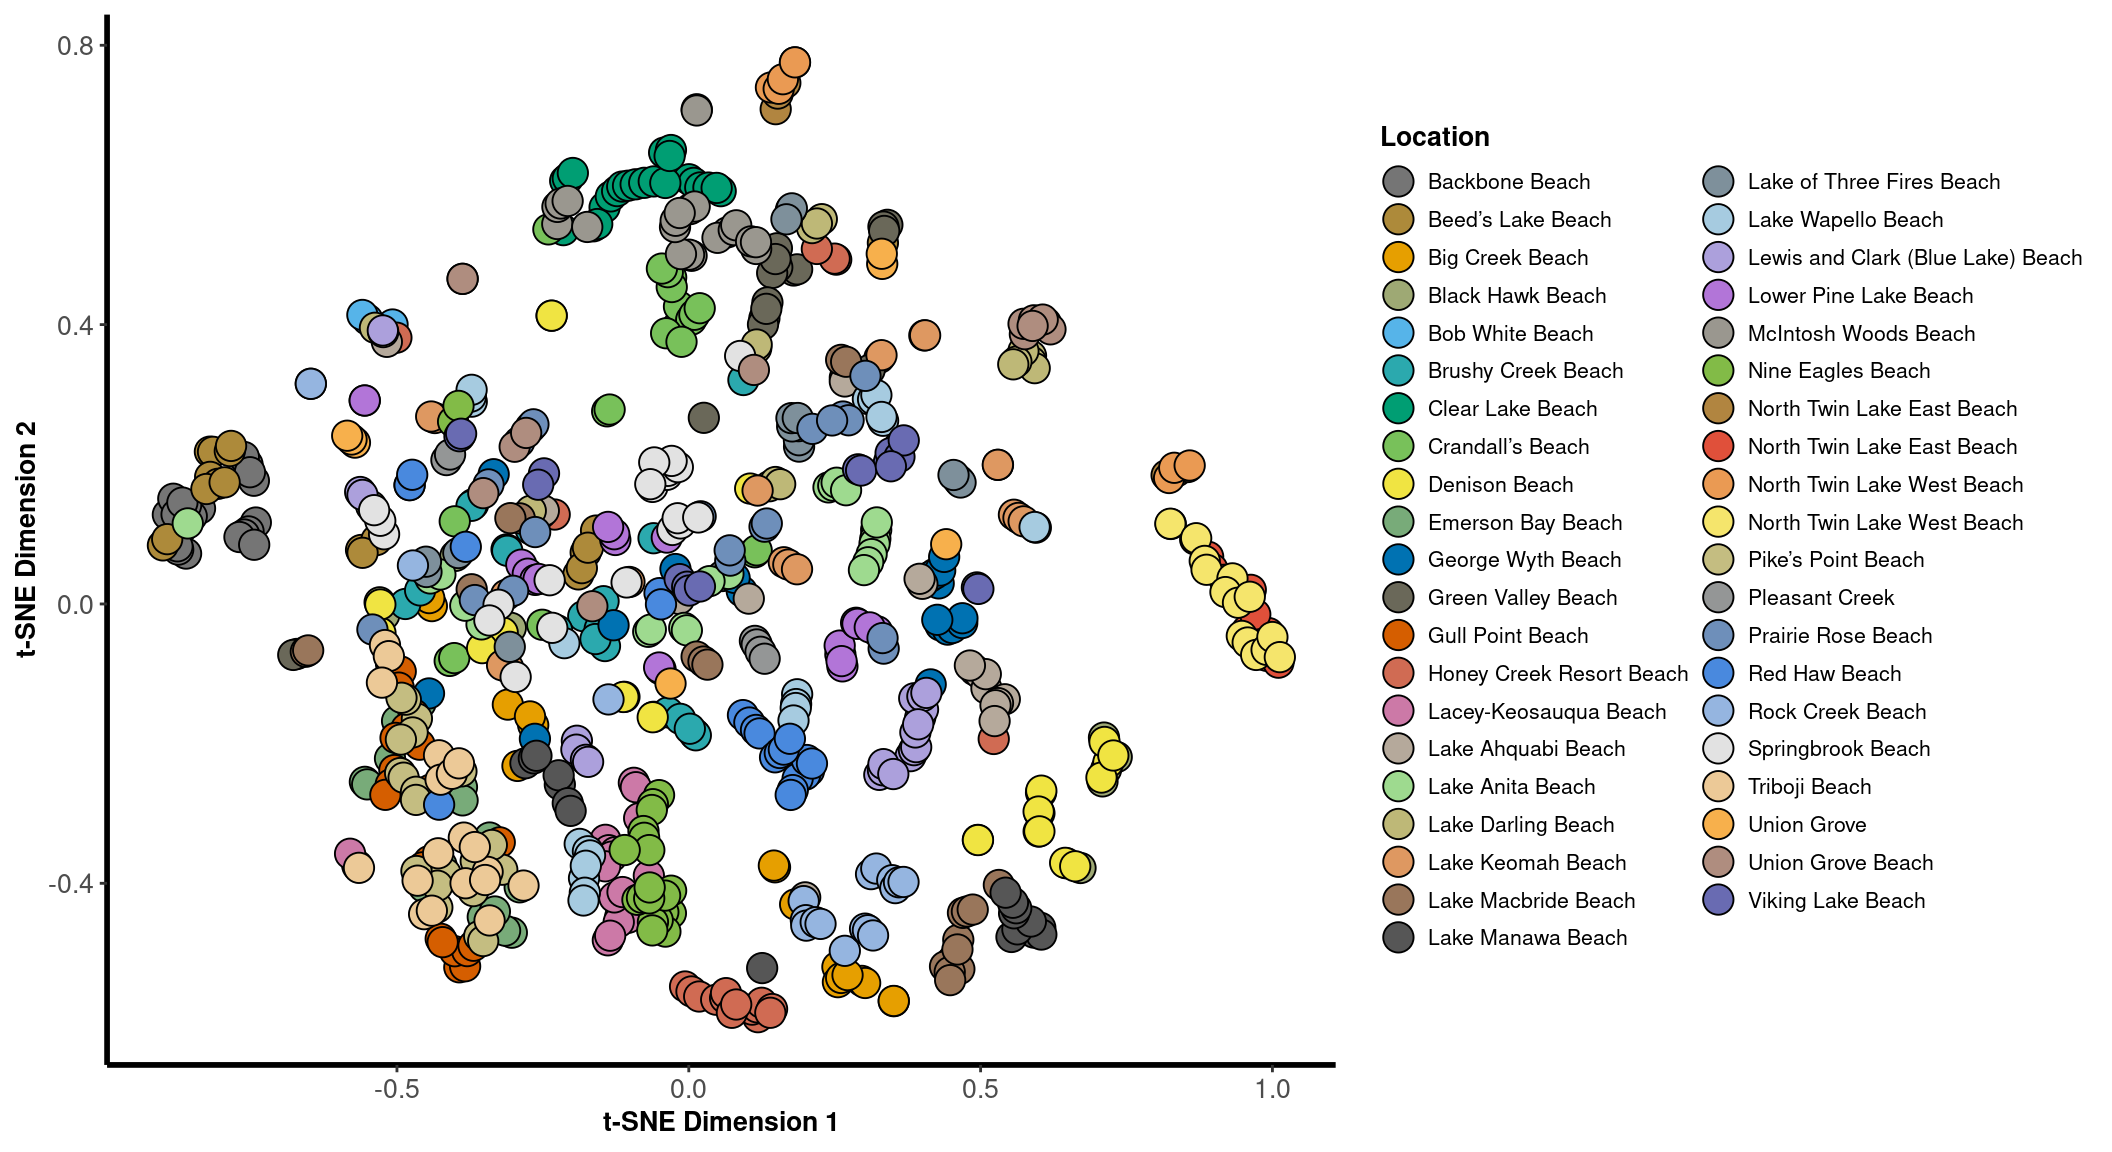 0.8
0.4
0.0
-0.4
t-SNE Dimension 2
-0.5
0.0
0.5
1.0
t-SNE Dimension 1
Location
Backbone Beach
Beed’s Lake Beach
Big Creek Beach
Black Hawk Beach
Bob White Beach
Brushy Creek Beach
Clear Lake Beach
Crandall’s Beach
Denison Beach
Emerson Bay Beach
George Wyth Beach
Green Valley Beach
Gull Point Beach
Honey Creek Resort Beach
Lacey-Keosauqua Beach
Lake Ahquabi Beach
Lake Anita Beach
Lake Darling Beach
Lake Keomah Beach
Lake Macbride Beach
Lake Manawa Beach
Lake of Three Fires Beach
Lake Wapello Beach
Lewis and Clark (Blue Lake) Beach
Lower Pine Lake Beach
McIntosh Woods Beach
Nine Eagles Beach
North Twin Lake East Beach
North Twin Lake East Beach
North Twin Lake West Beach
North Twin Lake West Beach
Pike’s Point Beach
Pleasant Creek
Prairie Rose Beach
Red Haw Beach
Rock Creek Beach
Springbrook Beach
Triboji Beach
Union Grove
Union Grove Beach
Viking Lake Beach